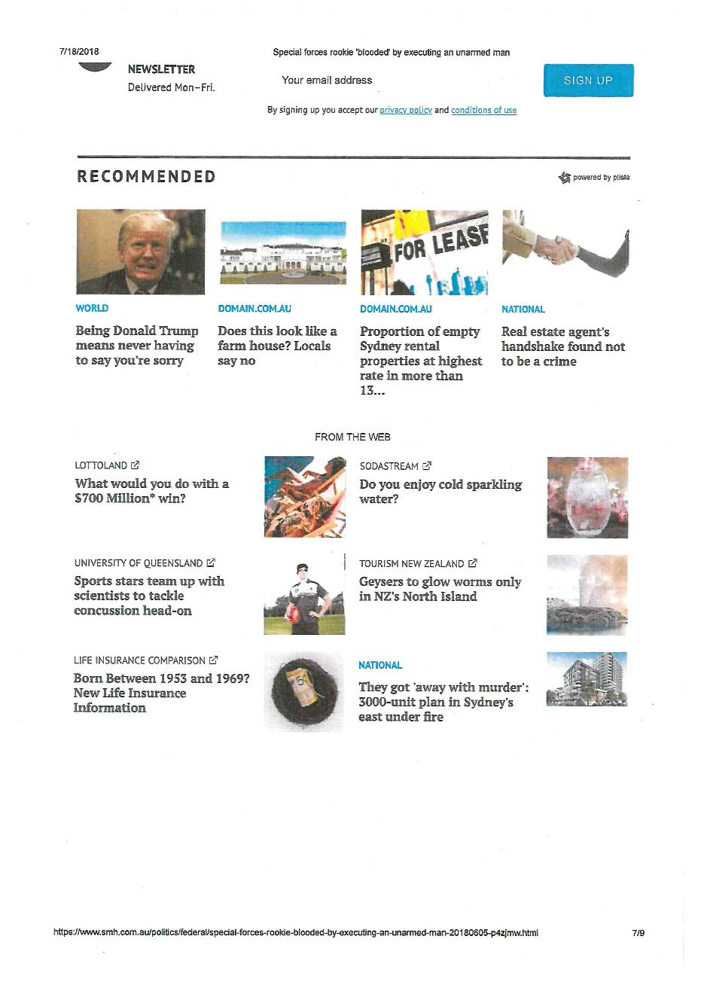 7/18/2018
Special forces rookie 'blooded' by executing an unarmed man
NEWSLETTER
Delivered Mon–Fri.
Your email address
SIGN UP
By signing up you accept our privacy policy and conditions of use
RECOMMENDED
powered by plista
FOR LEASE
WORLD
Being Donald Trump
means never having
to say you're sorry
DOMAIN.COM.AU
Does this look like a
farm house? Locals
say no
DOMAIN.COM.AU
Proportion of empty
Sydney rental
properties at highest
rate in more than
13...
NATIONAL
Real estate agent's
handshake found not
to be a crime
FROM THE WEB
LOTTOLAND
What would you do with a
$700 Million* win?
SODASTREAM
Do you enjoy cold sparkling
water?
UNIVERSITY OF QUEENSLAND
Sports stars team up with
scientists to tackle
concussion head-on
TOURISM NEW ZEALAND
Geysers to glow worms only
in NZ's North Island
LIFE INSURANCE COMPARISON
Born Between 1953 and 1969?
New Life Insurance
Information
NATIONAL
They got 'away with murder':
3000-unit plan in Sydney's
east under fire
https://www.smh.com.au/politics/federal/special-forces-rookie-blooded-by-executing-an-unarmed-man-20180605-p4zjmw.html
7/9